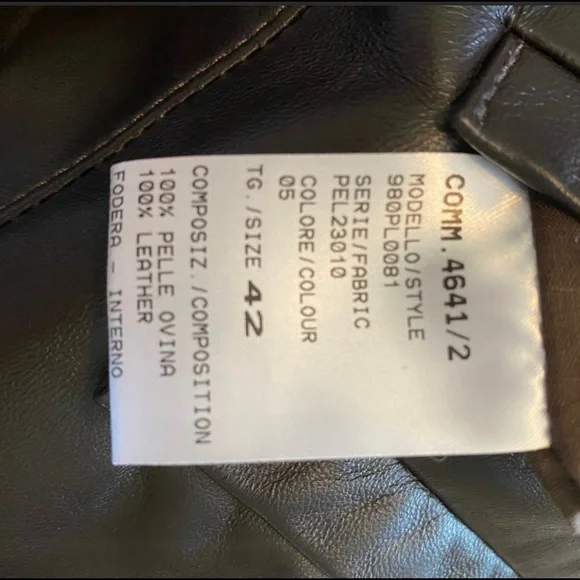 COMM.4641/2
MODELLO/STYLE
980PL0081
SERIE/FABRIC
PEL23010
COLORE/COLOUR
05
TG./SIZE 42
COMPOSIZ./COMPOSITION
100% PELLE OVINA
100% LEATHER
FODERA - INTERNO